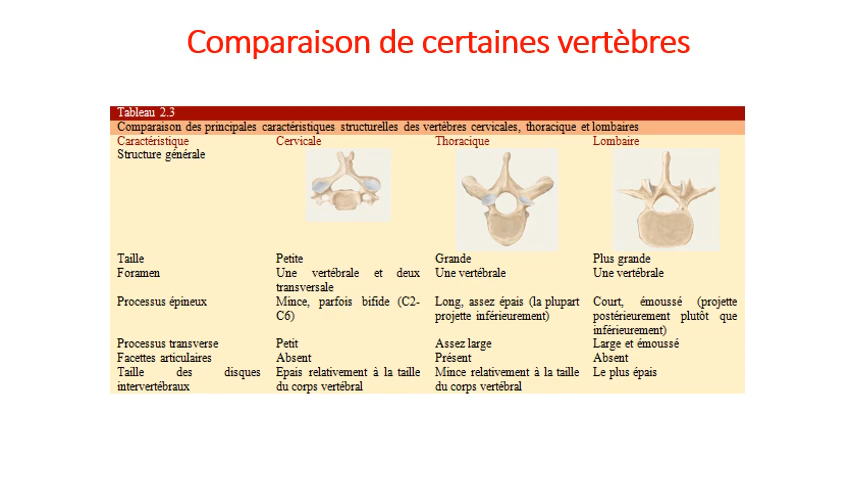 Comparaison de certaines vertèbres
Tableau 2.3
Comparaison des principales caractéristiques structurelles des vertèbres cervicales, thoracique et lombaires
Caractéristique Cervicale Thoracique Lombaire
Structure générale
Taille Petite Grande Plus grande
Foramen Une vertébrale et deux Une vertébrale Une vertébrale
transversale
Processus épineux Mince, parfois bifide (C2- Long, assez épais (la plupart Court, émoussé (projette
C6) projette inférieurement) postérieurement plutôt que
inférieurement)
Processus transverse Petit Assez large Large et émoussé
Facettes articulaires Absent Présent Absent
Taille des disques Epais relativement à la taille Mince relativement à la taille Le plus épais
intervertébraux du corps vertébral du corps vertébral